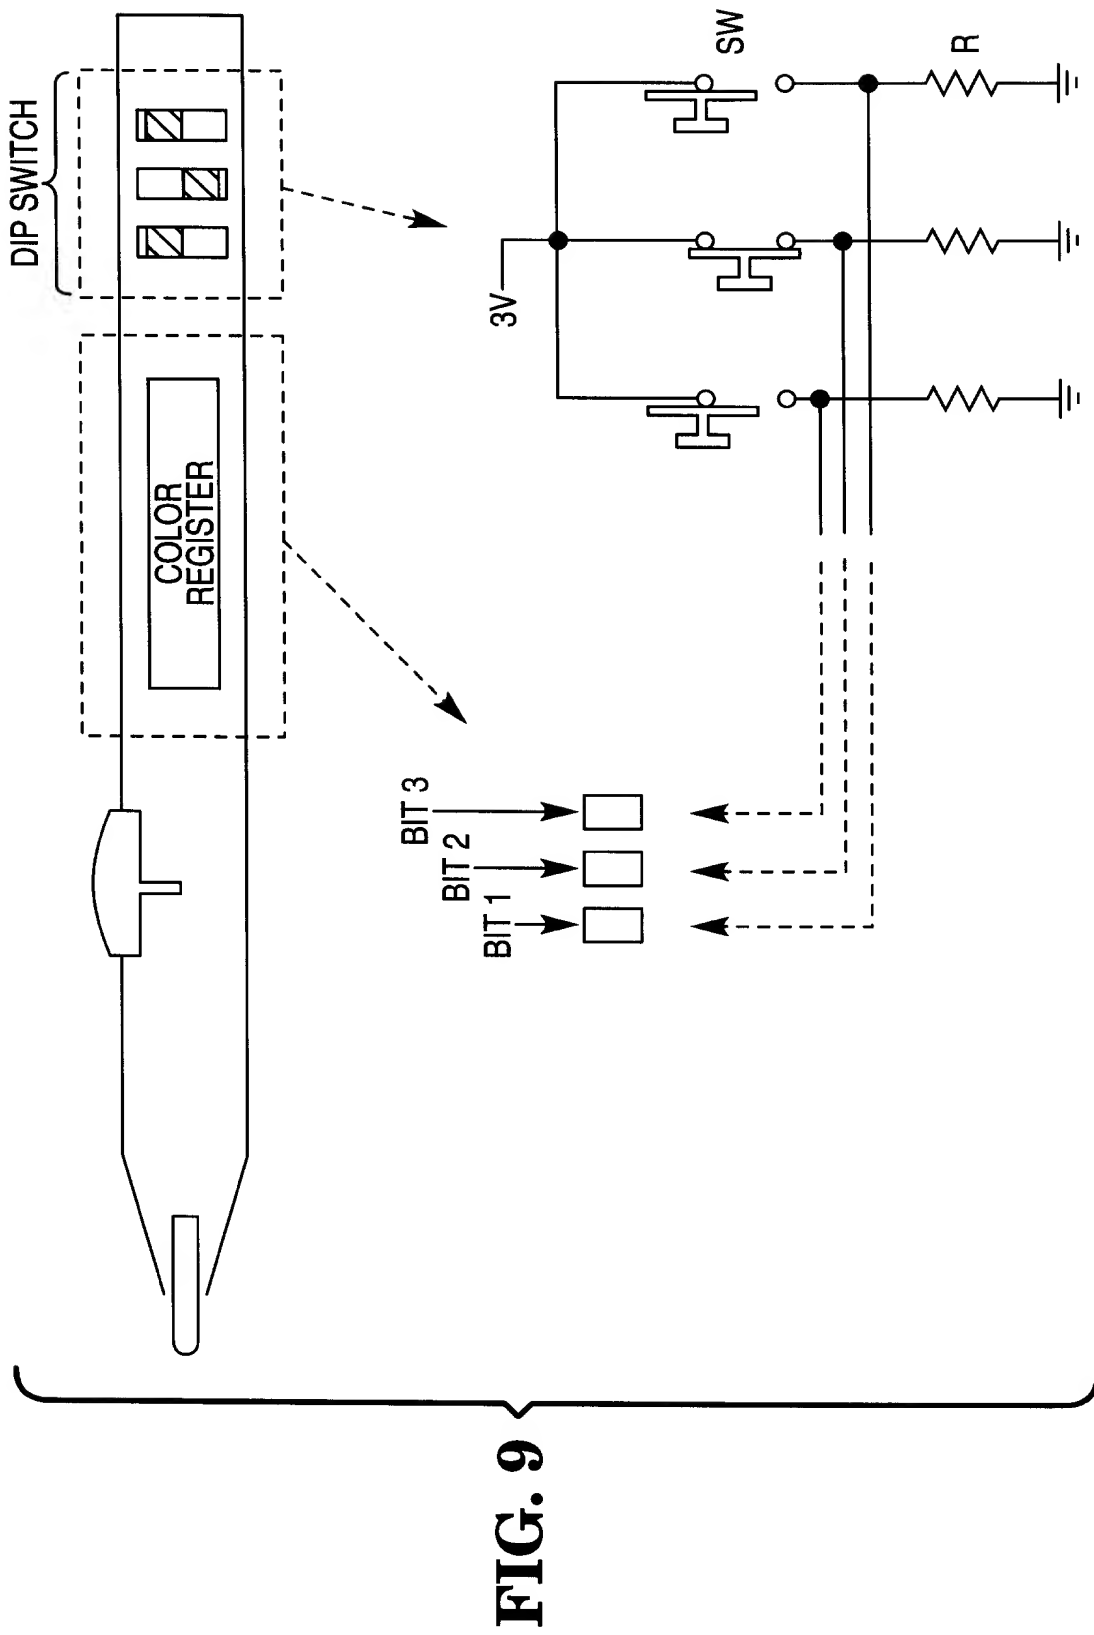 DIP SWITCH
COLOR
REGISTER
BIT 3
BIT 2
BIT 1
3V
SW
R
FIG. 9